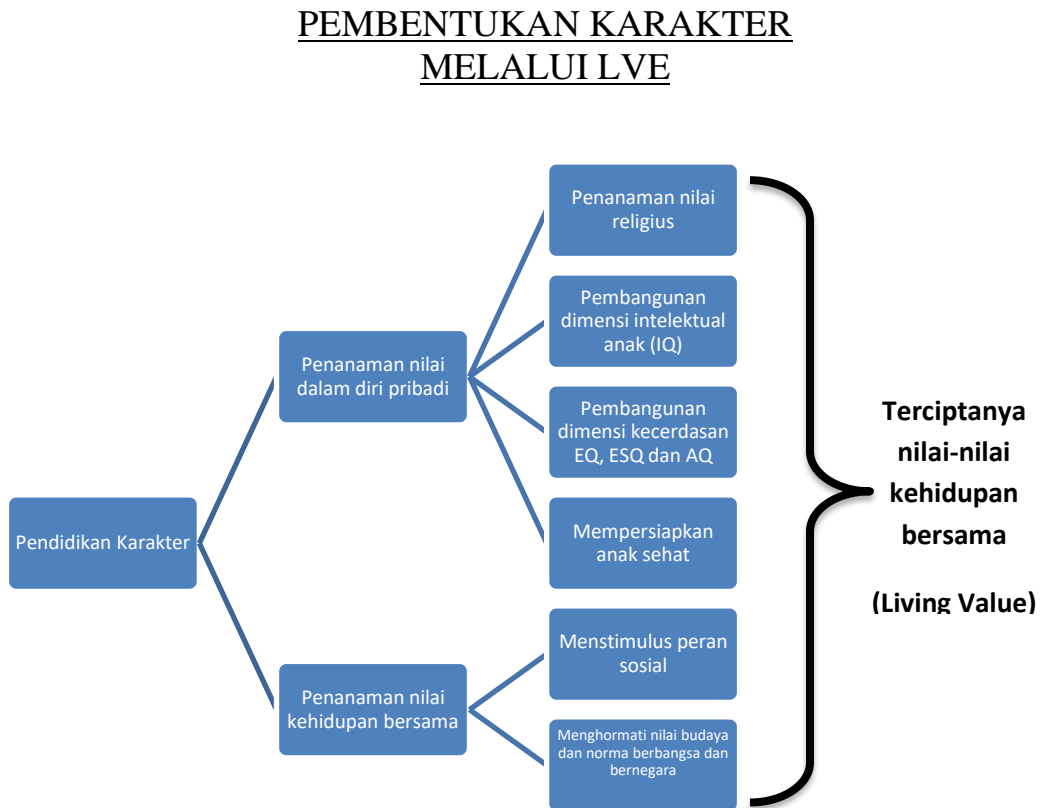 PEMBENTUKAN KARAKTER
MELALUI LVE
Pendidikan Karakter
Penanaman nilai
dalam diri pribadi
Penanaman nilai
religius
Pembangunan
dimensi intelektual
anak (IQ)
Pembangunan
dimensi kecerdasan
EQ, ESQ dan AQ
Mempersiapkan
anak sehat
Penanaman nilai
kehidupan bersama
Menstimulus peran
sosial
Menghormati nilai budaya
dan norma berbangsa dan
bernegara
Terciptanya
nilai-nilai
kehidupan
bersama
(Living Value)